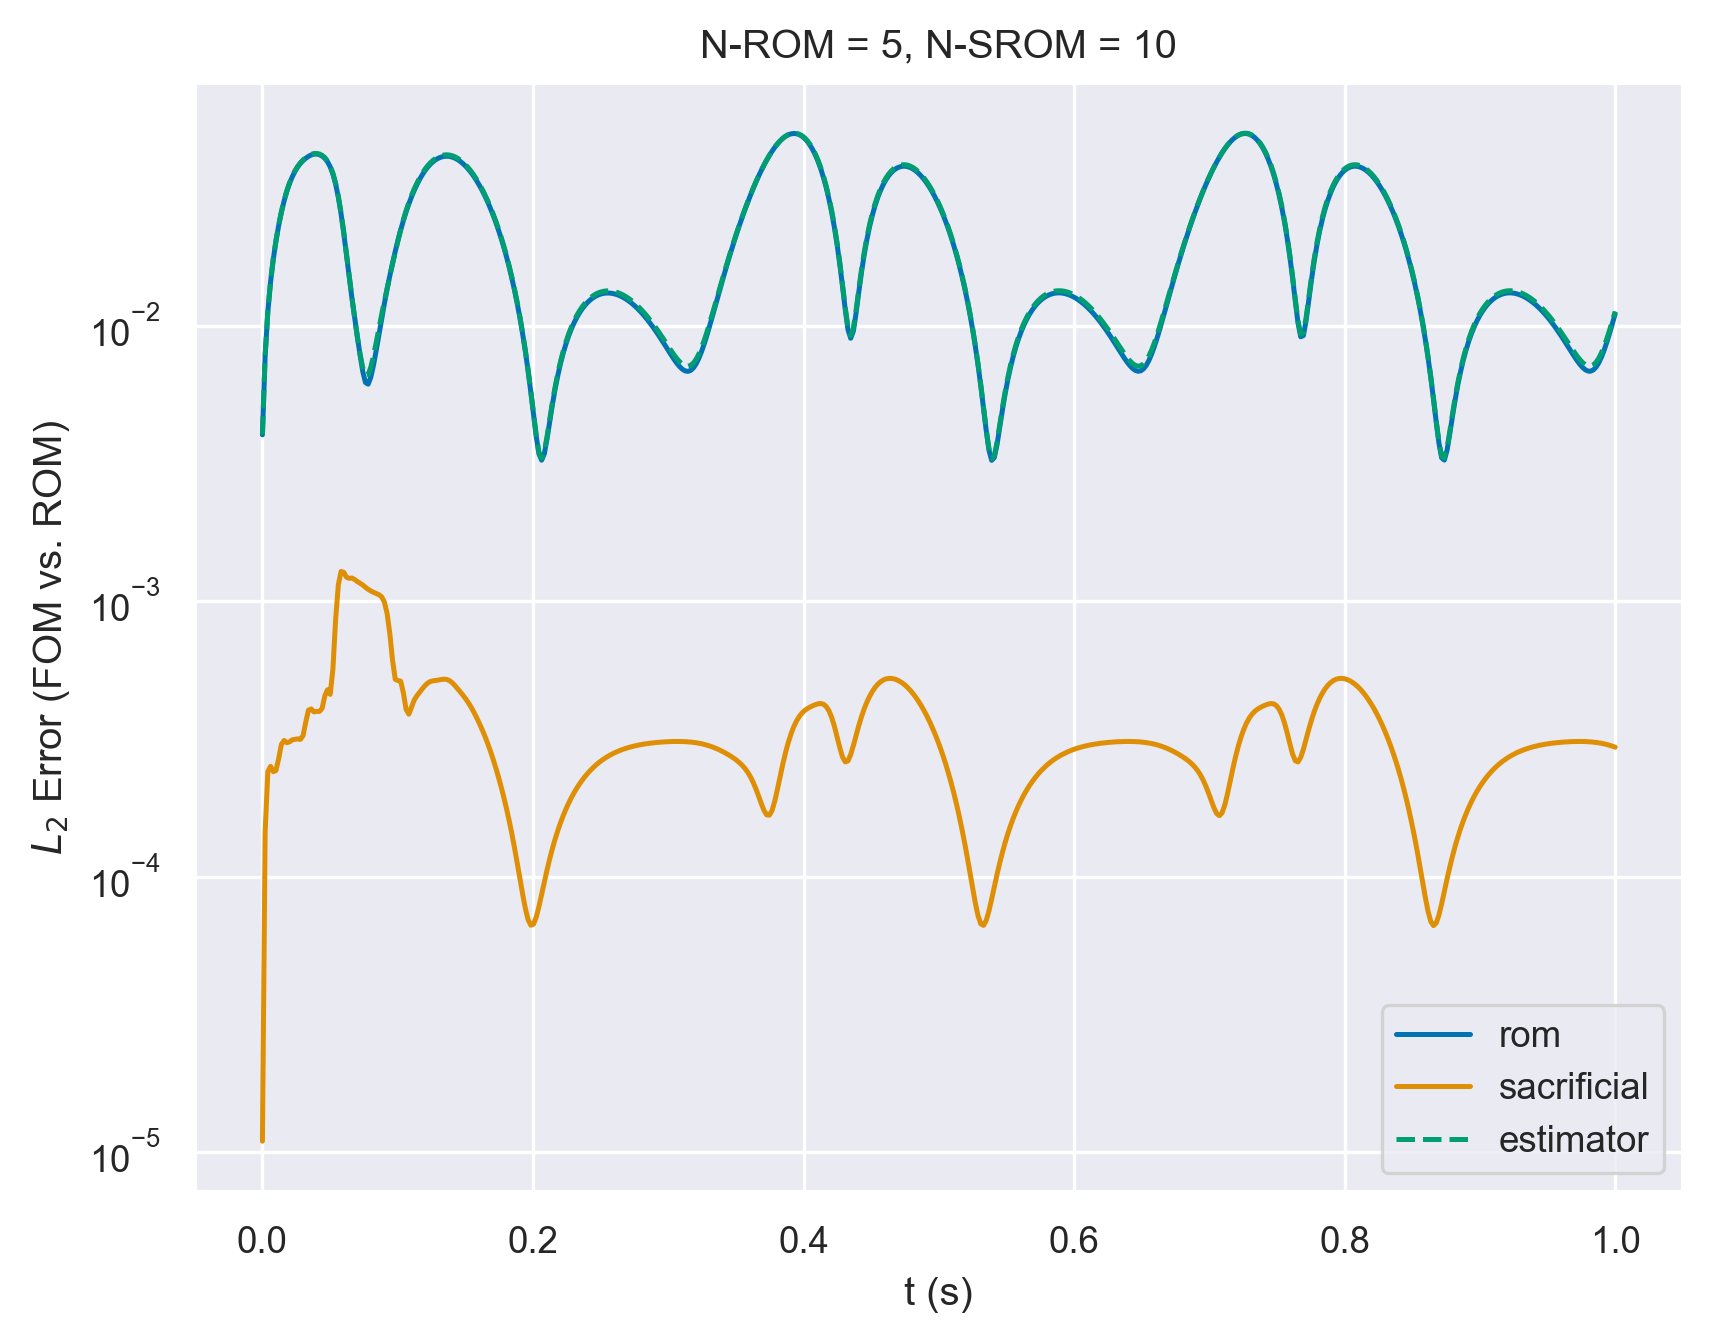 N-ROM = 5, N-SROM = 10
L₂ Error (FOM vs. ROM)
10⁻²
10⁻³
10⁻⁴
10⁻⁵
rom
sacrificial
estimator
0.0 0.2 0.4 0.6 0.8 1.0
t (s)